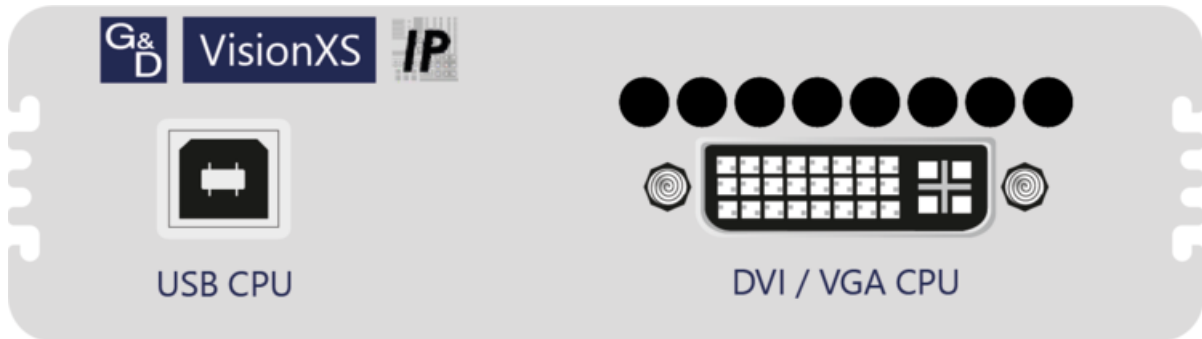 G&D
VisionXS
IP
USB CPU
DVI / VGA CPU